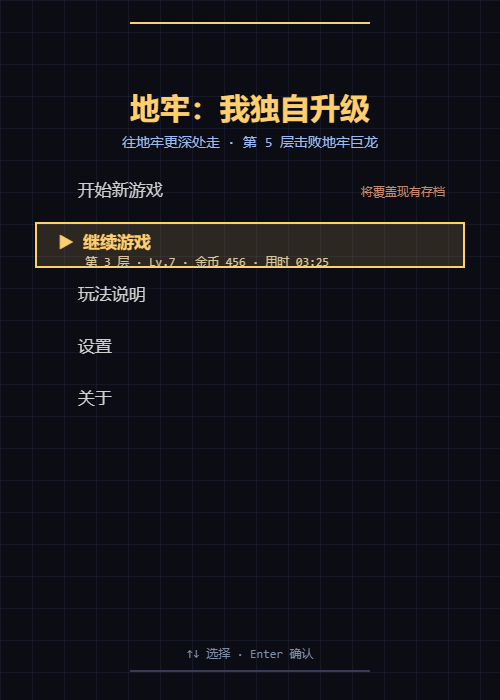 地牢：我独自升级
往地牢更深处走 · 第 5 层击败地牢巨龙
开始新游戏 将覆盖现有存档
▶ 继续游戏
第 3 层 · Lv.7 · 金币 456 · 用时 03:25
玩法说明
设置
关于
↑↓ 选择 · Enter 确认